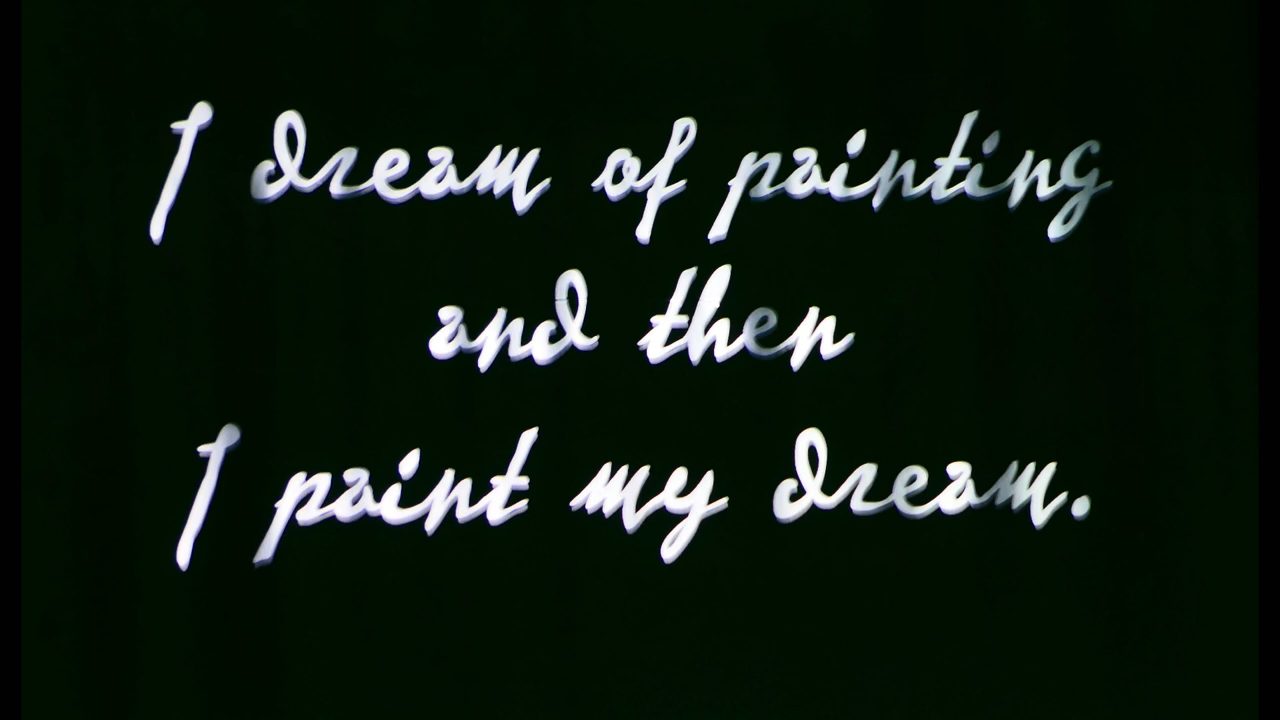 I dream of painting
and then
I paint my dream.